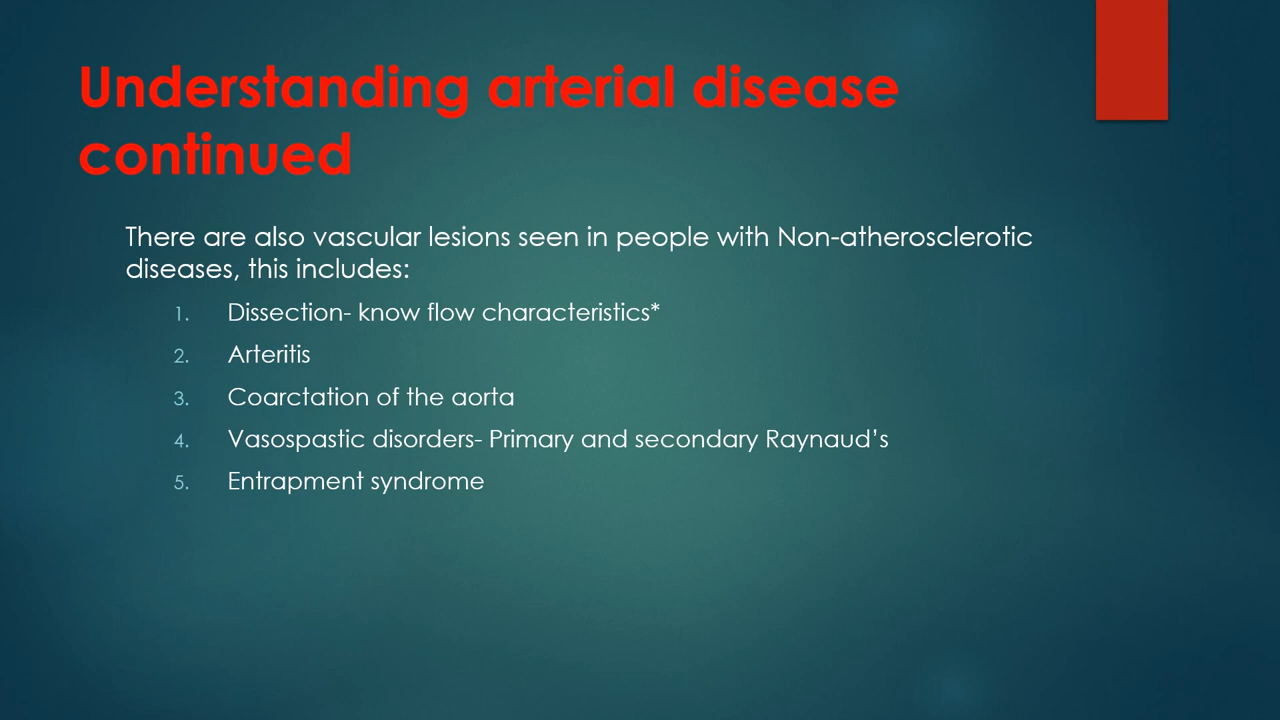 Understanding arterial disease
continued
There are also vascular lesions seen in people with Non-atherosclerotic
diseases, this includes:
1. Dissection- know flow characteristics*
2. Arteritis
3. Coarctation of the aorta
4. Vasospastic disorders- Primary and secondary Raynaud’s
5. Entrapment syndrome